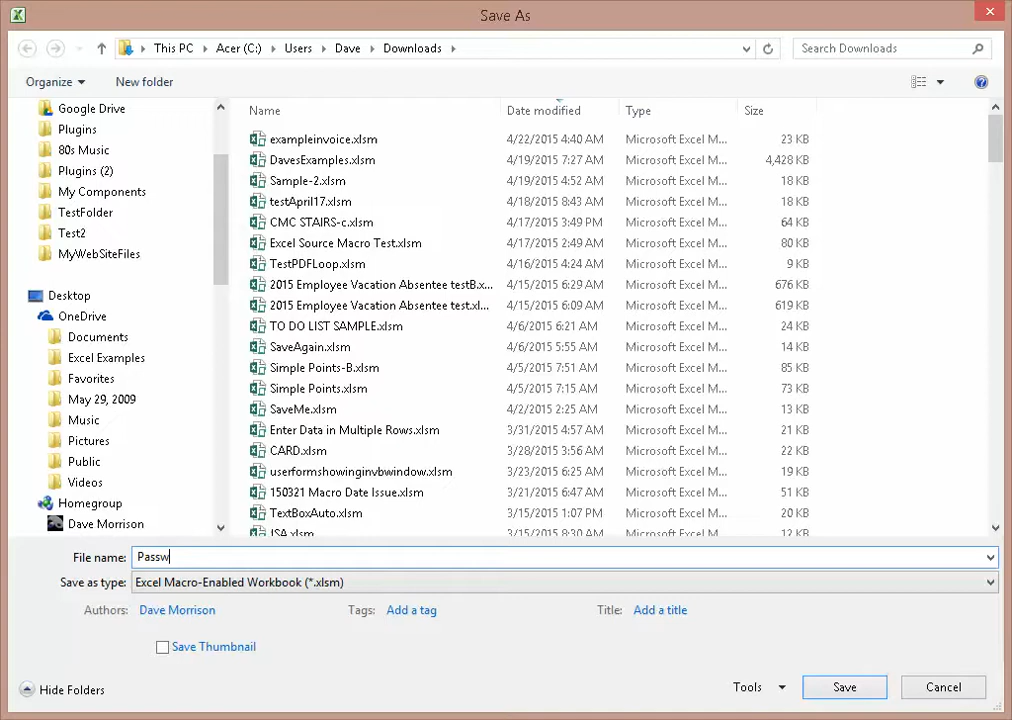 Save As
This PC Acer (C:) Users Dave Downloads Search Downloads
Organize New folder
Google Drive
Plugins
80s Music
Plugins (2)
My Components
TestFolder
Test2
MyWebSiteFiles
Desktop
OneDrive
Documents
Excel Examples
Favorites
May 29, 2009
Music
Pictures
Public
Videos
Homegroup
Dave Morrison
Name Date modified Type Size
exampleinvoice.xlsm 4/22/2015 4:40 AM Microsoft Excel M... 23 KB
DavesExamples.xlsm 4/19/2015 7:27 AM Microsoft Excel M... 4,428 KB
Sample-2.xlsm 4/19/2015 4:52 AM Microsoft Excel M... 18 KB
testApril17.xlsm 4/18/2015 8:43 AM Microsoft Excel M... 18 KB
CMC STAIRS-c.xlsm 4/17/2015 3:49 PM Microsoft Excel M... 64 KB
Excel Source Macro Test.xlsm 4/17/2015 2:49 AM Microsoft Excel M... 80 KB
TestPDFLoop.xlsm 4/16/2015 4:24 AM Microsoft Excel M... 9 KB
2015 Employee Vacation Absentee testB.x... 4/15/2015 6:29 AM Microsoft Excel M... 676 KB
2015 Employee Vacation Absentee test.xl... 4/15/2015 6:09 AM Microsoft Excel M... 619 KB
TO DO LIST SAMPLE.xlsm 4/6/2015 6:21 AM Microsoft Excel M... 24 KB
SaveAgain.xlsm 4/6/2015 5:55 AM Microsoft Excel M... 14 KB
Simple Points-B.xlsm 4/5/2015 7:51 AM Microsoft Excel M... 85 KB
Simple Points.xlsm 4/5/2015 7:15 AM Microsoft Excel M... 73 KB
SaveMe.xlsm 4/2/2015 2:25 AM Microsoft Excel M... 13 KB
Enter Data in Multiple Rows.xlsm 3/31/2015 4:57 AM Microsoft Excel M... 21 KB
CARD.xlsm 3/28/2015 3:56 AM Microsoft Excel M... 22 KB
userformshowinginvbwindow.xlsm 3/23/2015 6:25 AM Microsoft Excel M... 19 KB
150321 Macro Date Issue.xlsm 3/21/2015 6:47 AM Microsoft Excel M... 51 KB
TextBoxAuto.xlsm 3/15/2015 1:07 PM Microsoft Excel M... 20 KB
3/15/2015 8:30 AM Microsoft Excel M... 12 KB
File name: Passw
Save as type: Excel Macro-Enabled Workbook (*.xlsm)
Authors: Dave Morrison Tags: Add a tag Title: Add a title
Save Thumbnail
Hide Folders Tools Save Cancel